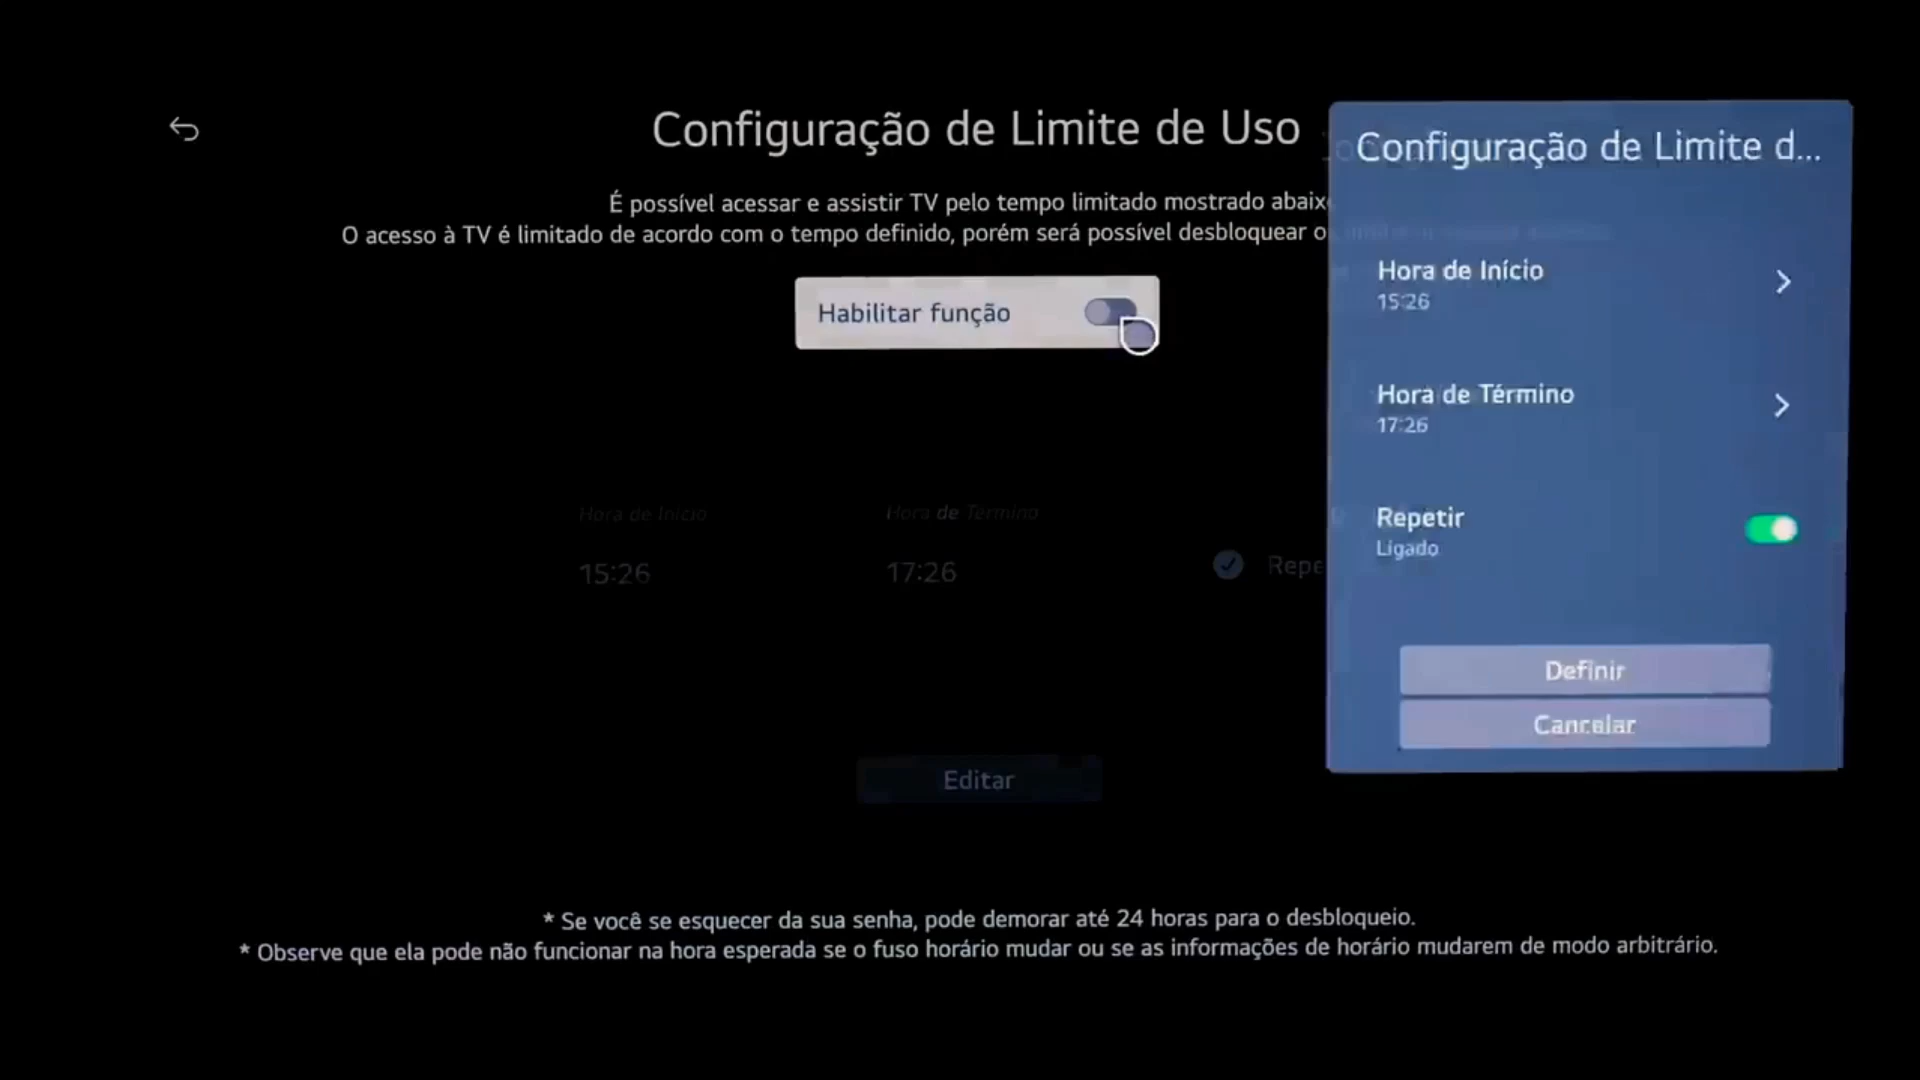 Configuração de Limite de Uso
É possível acessar e assistir TV pelo tempo limitado mostrado
O acesso à TV é limitado de acordo com o tempo definido, porém será possível desbloquear
Habilitar função
Hora de Início
15:26
Hora de Término
17:26
Editar
* Se você se esquecer da sua senha, pode demorar até 24 horas para o desbloqueio.
* Observe que ela pode não funcionar na hora esperada se o fuso horário mudar ou se as informações de horário mudarem de modo arbitrário.
Configuração de Limite d...
Hora de Início
15:26
Hora de Término
17:26
Repetir
Ligado
Definir
Cancelar